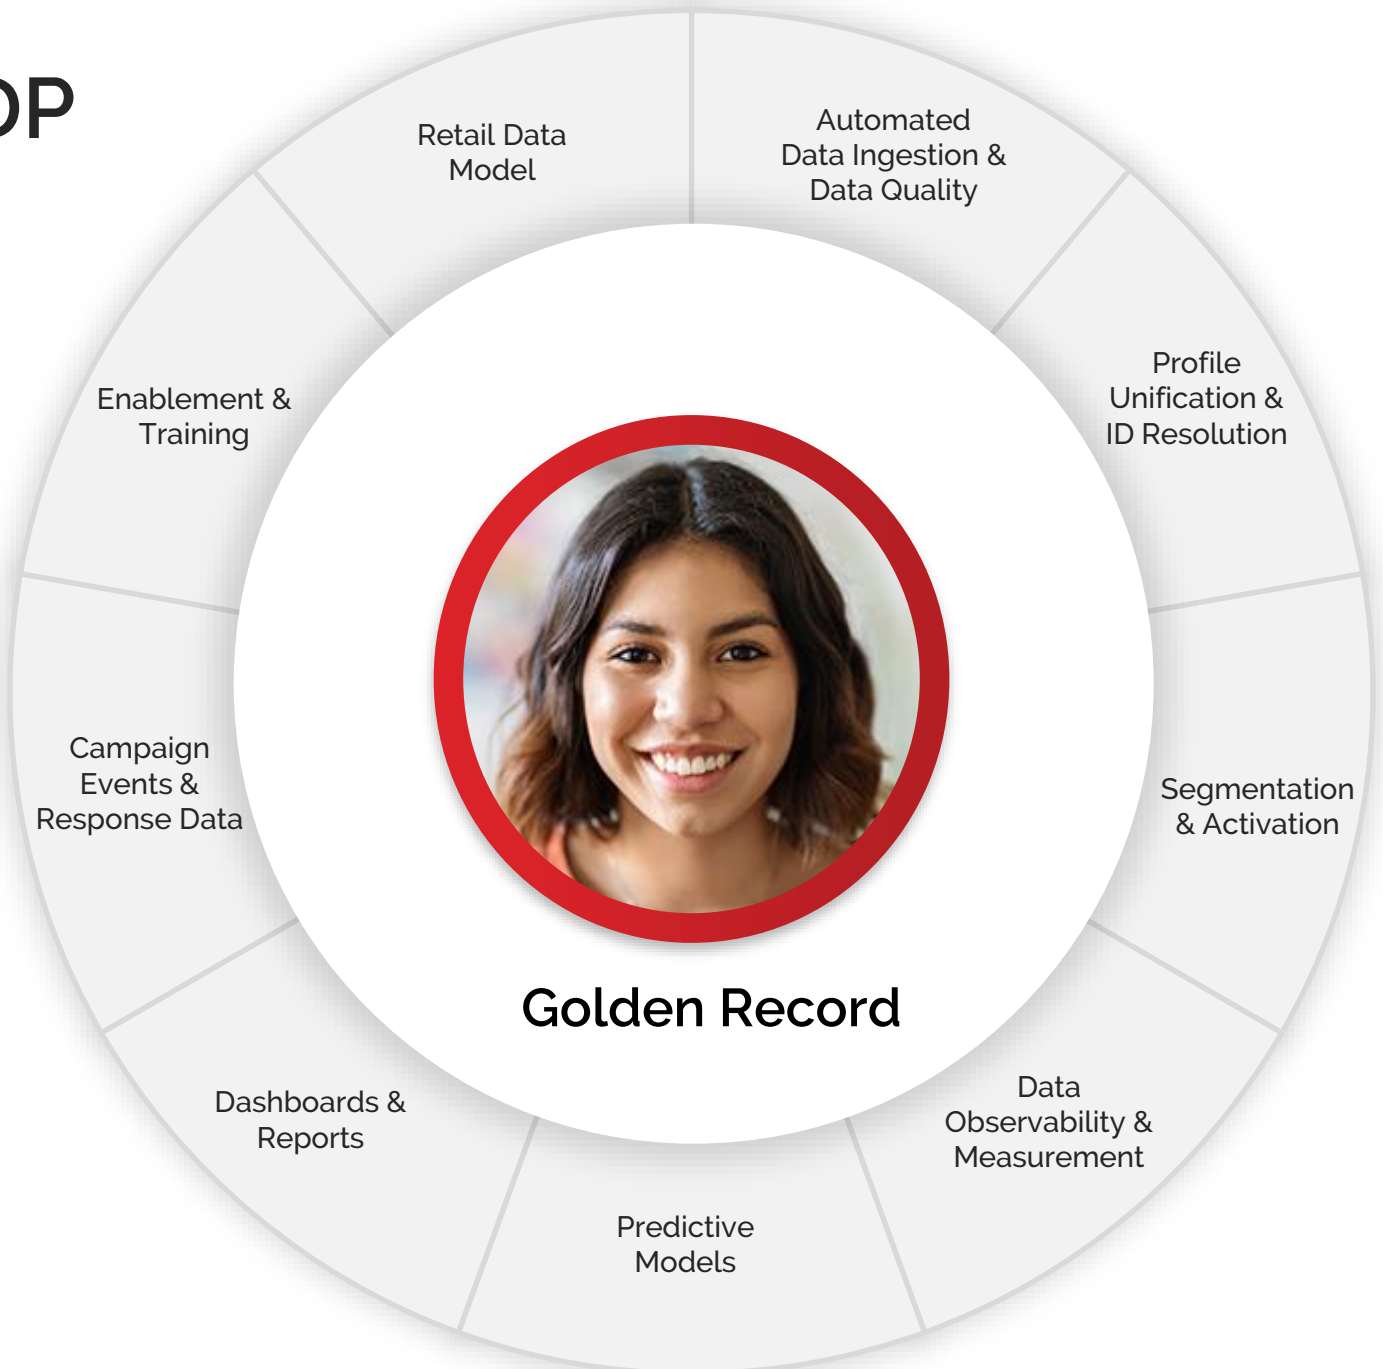 DP
Retail Data
Model
Automated
Data Ingestion &
Data Quality
Profile
Unification &
ID Resolution
Enablement &
Training
Campaign
Events &
Response Data
Segmentation
& Activation
Golden Record
Dashboards &
Reports
Data
Observability &
Measurement
Predictive
Models